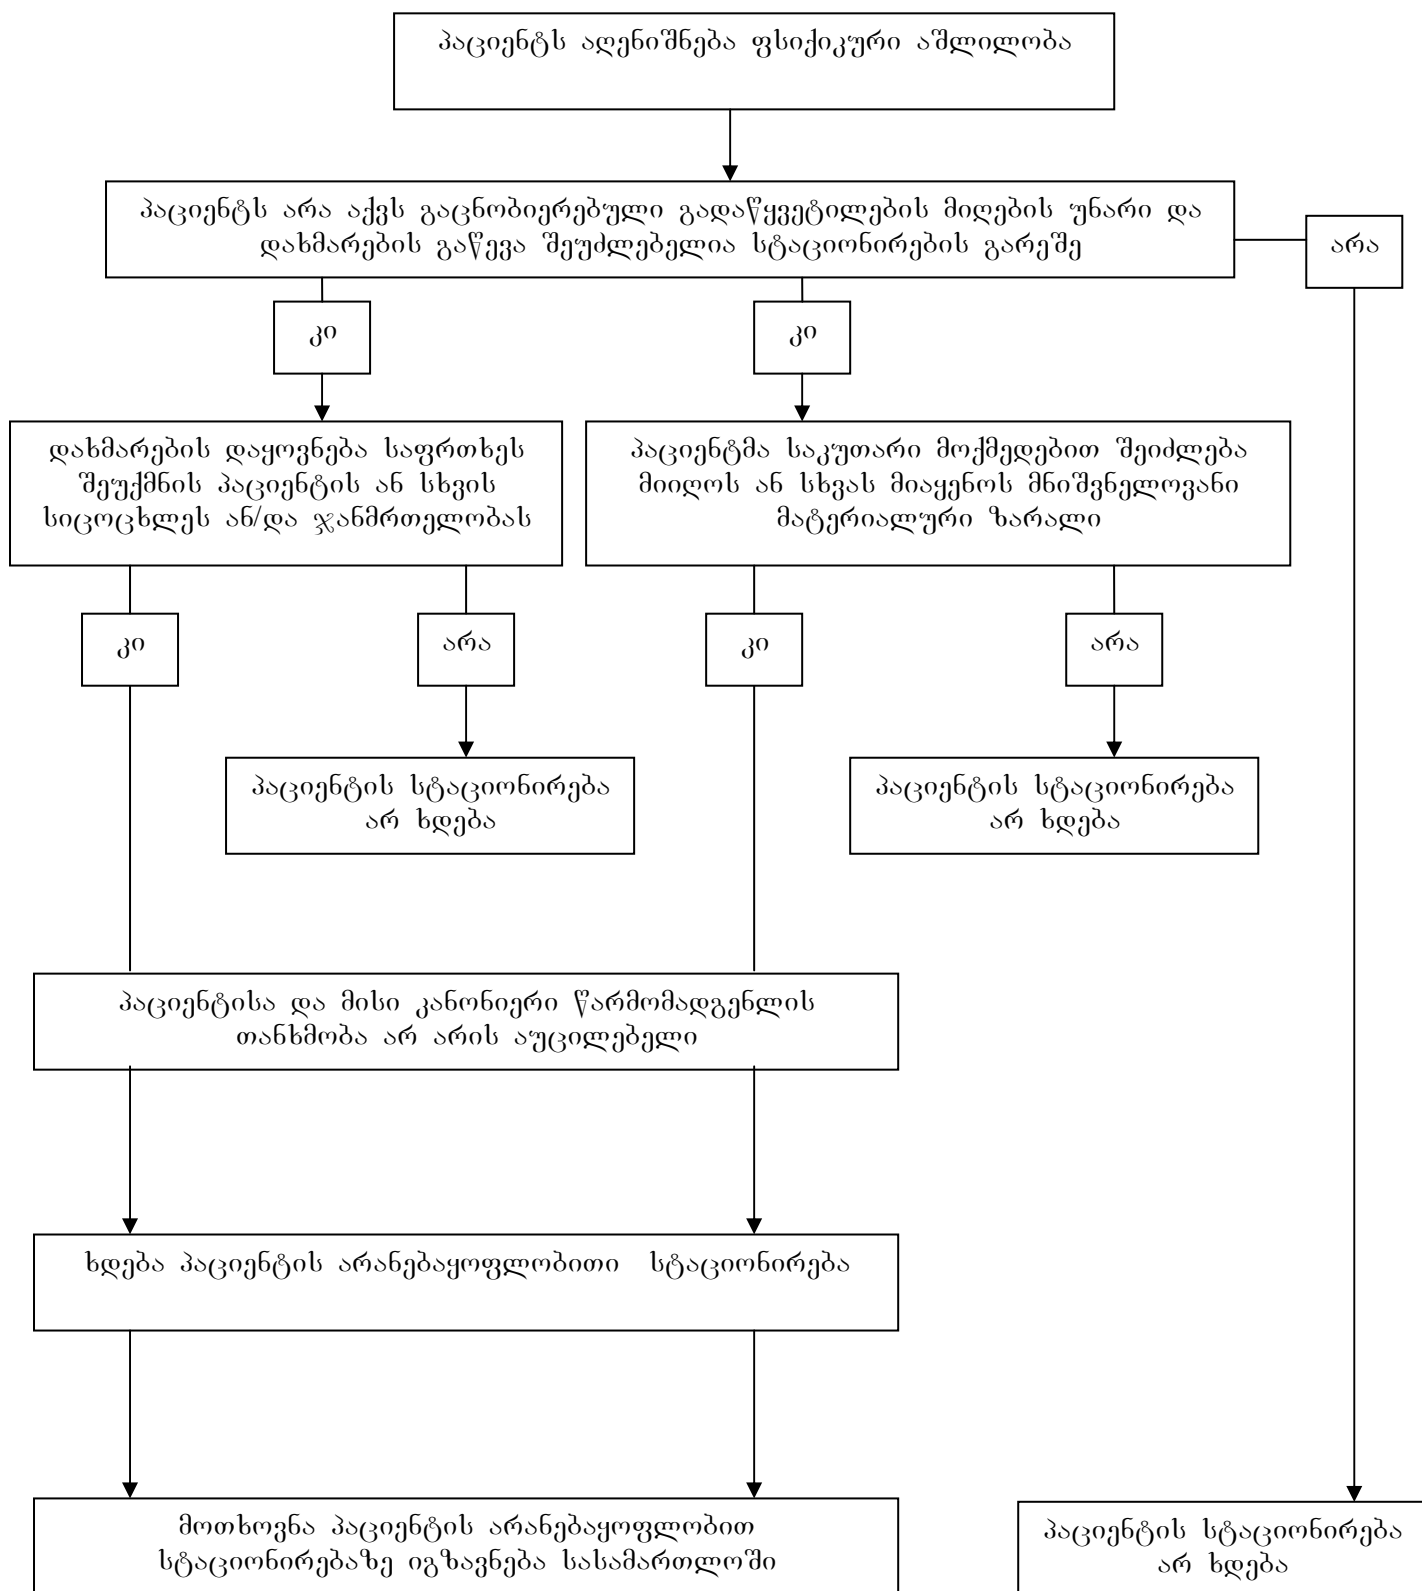 პაციენტს აღენიშნება ფსიქიკური აშლილობა
პაციენტს არა აქვს გაცნობიერებული გადაწყვეტილების მიღების უნარი და
დახმარების გაწევა შეუძლებელია სტაციონირების გარეშე
არა
კი
კი
დახმარების დაყოვნება საფრთხეს
შეუქმნის პაციენტის ან სხვის
სიცოცხლეს ან/და ჯანმრთელობას
პაციენტმა საკუთარი მოქმედებით შეიძლება
მიიღოს ან სხვას მიაყენოს მნიშვნელოვანი
მატერიალური ზარალი
კი
არა
კი
არა
პაციენტის სტაციონირება
არ ხდება
პაციენტის სტაციონირება
არ ხდება
პაციენტისა და მისი კანონიერი წარმომადგენლის
თანხმობა არ არის აუცილებელი
ხდება პაციენტის არანებაყოფლობითი სტაციონირება
მოთხოვნა პაციენტის არანებაყოფლობით
სტაციონირებაზე იგზავნება სასამართლოში
პაციენტის სტაციონირება
არ ხდება